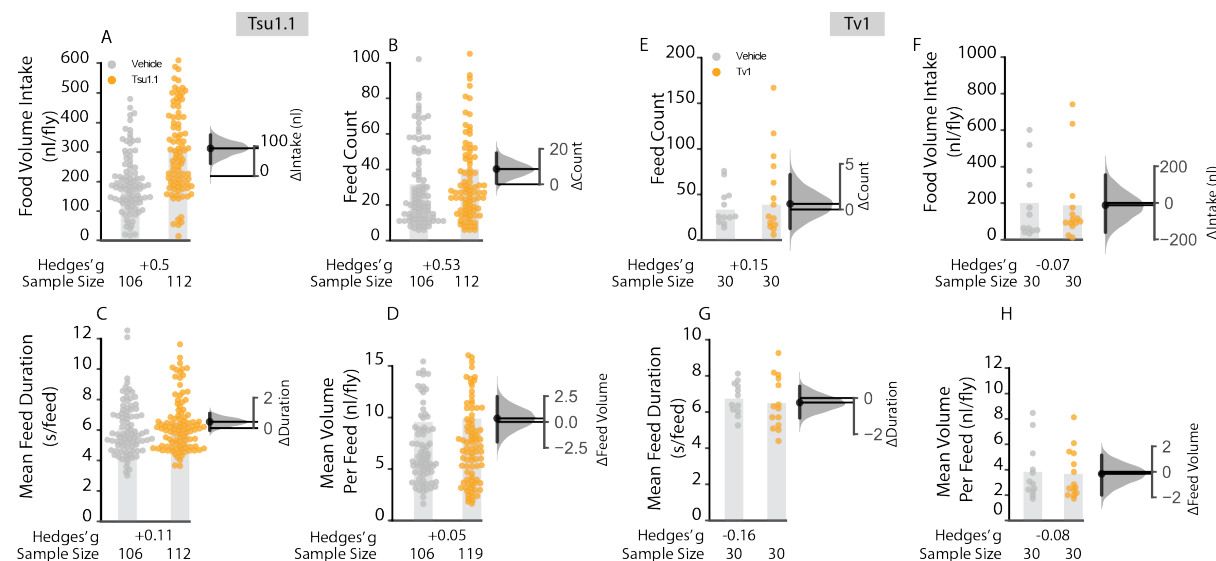 Tsu1.1
Tv1
A
Food Volume Intake
(nl/fly)
600
500
400
300
200
100
0
Vehicle
Tsu1.1
100
0
ΔIntake (nl)
Hedges'g +0.5
Sample Size 106 112
B
Feed Count
100
80
60
40
20
0
20
0
ΔCount
Hedges'g +0.53
Sample Size 106 112
E
Feed Count
200
150
100
50
0
Vehicle
Tv1
5
0
ΔCount
Hedges'g +0.15
Sample Size 30 30
F
Food Volume Intake
(nl/fly)
1000
800
600
400
200
0
200
0
−200
ΔIntake (nl)
Hedges'g -0.07
Sample Size 30 30
C
Mean Feed Duration
(s/feed)
12
10
8
6
4
2
0
2
0
ΔDuration
Hedges'g +0.11
Sample Size 106 112
D
Mean Volume
Per Feed (nl/fly)
15
10
5
0
2.5
0.0
−2.5
ΔFeed Volume
Hedges'g +0.05
Sample Size 106 119
G
Mean Feed Duration
(s/feed)
10
8
6
4
2
0
0
−2
ΔDuration
Hedges'g -0.16
Sample Size 30 30
H
Mean Volume
Per Feed (nl/fly)
12
10
8
6
4
2
0
2
0
−2
ΔFeed Volume
Hedges'g -0.08
Sample Size 30 30